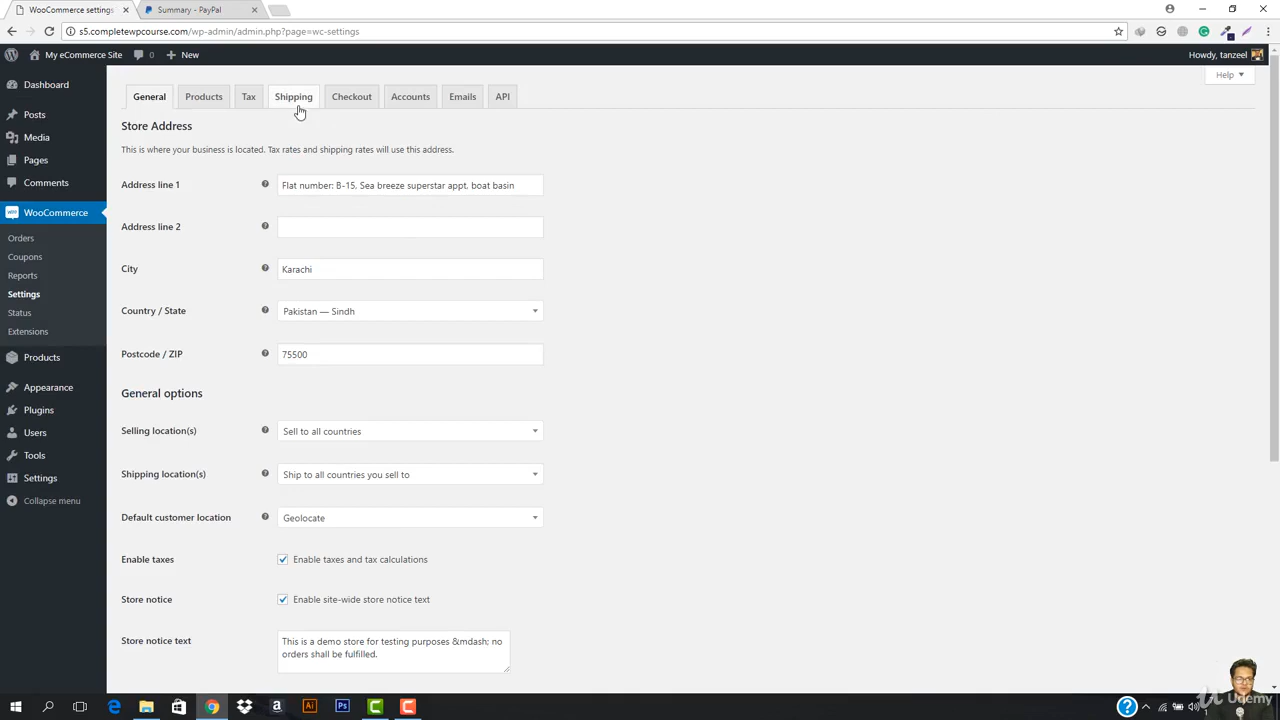 WooCommerce settings
Summary - PayPal
s5.completewpcourse.com/wp-admin/admin.php?page=wc-settings
My eCommerce Site
0
New
Howdy, tanzeel
Help
Dashboard
Posts
Media
Pages
Comments
WooCommerce
Orders
Coupons
Reports
Settings
Status
Extensions
Products
Appearance
Plugins
Users
Tools
Settings
Collapse menu
General
Products
Tax
Shipping
Checkout
Accounts
Emails
API
Store Address
This is where your business is located. Tax rates and shipping rates will use this address.
Address line 1
Flat number: B-15, Sea breeze superstar appt. boat basin
Address line 2
City
Karachi
Country / State
Pakistan — Sindh
Postcode / ZIP
75500
General options
Selling location(s)
Sell to all countries
Shipping location(s)
Ship to all countries you sell to
Default customer location
Geolocate
Enable taxes
Enable taxes and tax calculations
Store notice
Enable site-wide store notice text
Store notice text
This is a demo store for testing purposes &mdash; no
orders shall be fulfilled.
Udemy